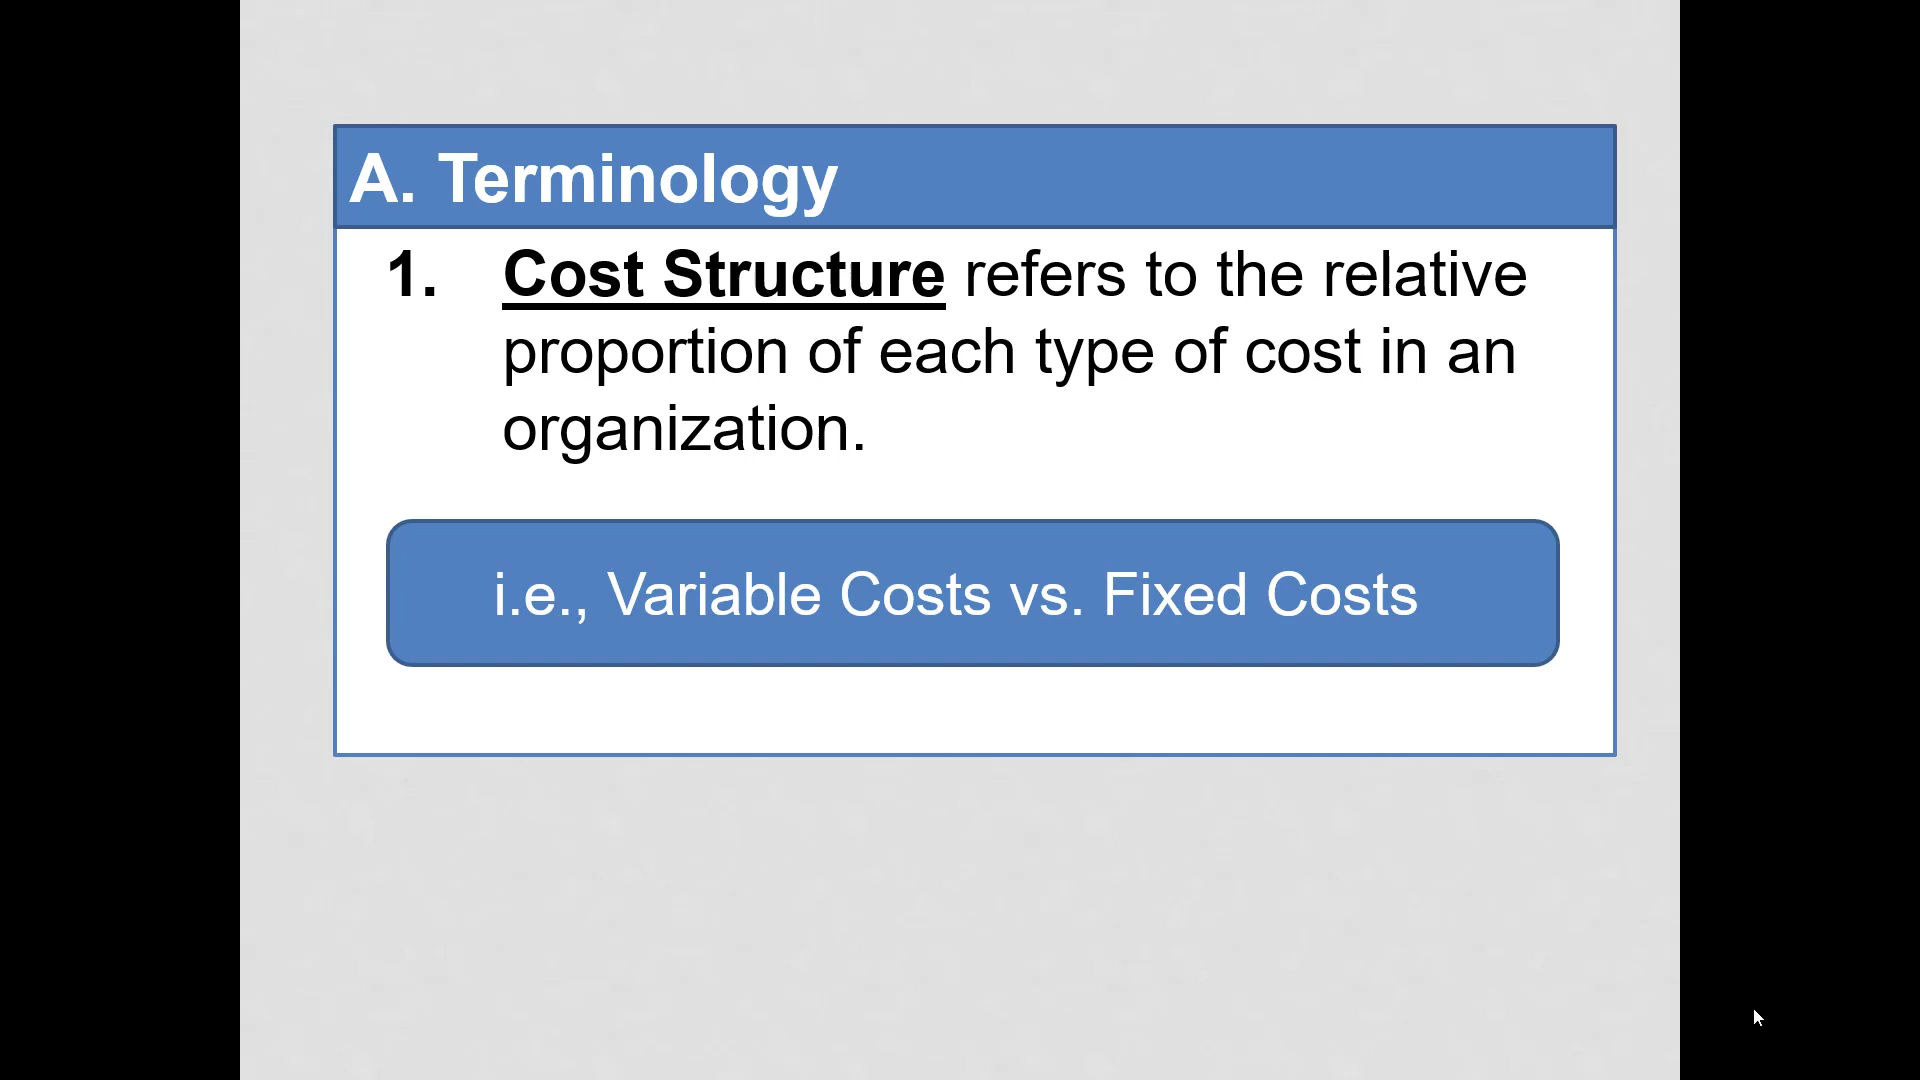 A. Terminology
1. Cost Structure refers to the relative
proportion of each type of cost in an
organization.
i.e., Variable Costs vs. Fixed Costs